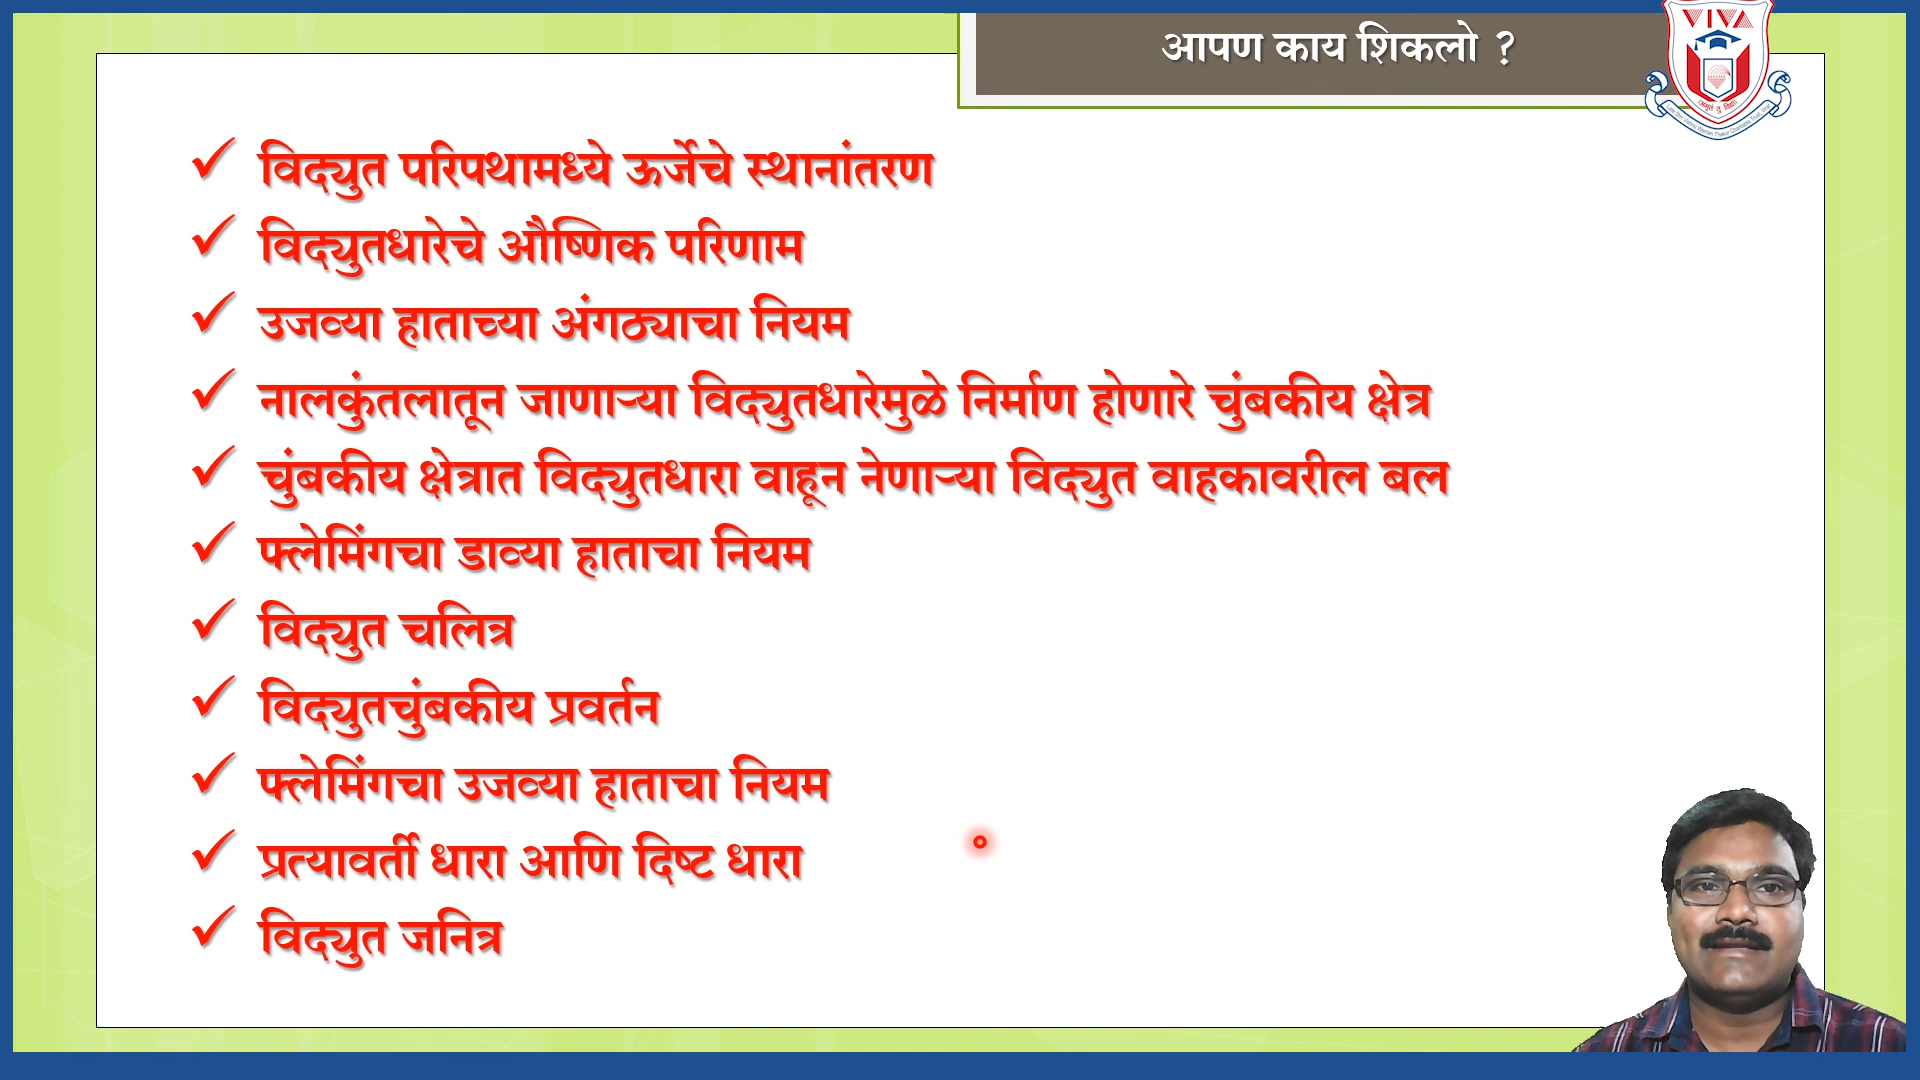 आपण काय शिकलो ?
VIVA
✓ विद्युत परिपथामध्ये ऊर्जेचे स्थानांतरण
✓ विद्युतधारेचे औष्णिक परिणाम
✓ उजव्या हाताच्या अंगठ्याचा नियम
✓ नालकुंतलातून जाणाऱ्या विद्युतधारेमुळे निर्माण होणारे चुंबकीय क्षेत्र
✓ चुंबकीय क्षेत्रात विद्युतधारा वाहून नेणाऱ्या विद्युत वाहकावरील बल
✓ फ्लेमिंगचा डाव्या हाताचा नियम
✓ विद्युत चलित्र
✓ विद्युतचुंबकीय प्रवर्तन
✓ फ्लेमिंगचा उजव्या हाताचा नियम
✓ प्रत्यावर्ती धारा आणि दिष्ट धारा
✓ विद्युत जनित्र